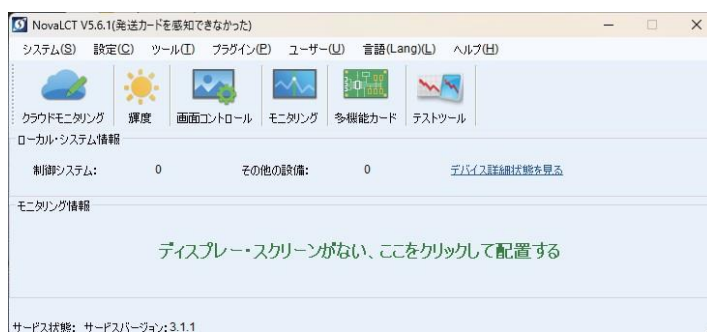 NovaLCT V5.6.1(発送カードを感知できなかった)
システム(S) 設定(C) ツール(T) プラグイン(P) ユーザー(U) 言語(Lang)(L) ヘルプ(H)
クラウドモニタリング 輝度 画面コントロール モニタリング 多機能カード テストツール
ローカル・システム情報
制御システム: 0 その他の設備: 0 デバイス詳細状態を見る
モニタリング情報
ディスプレー・スクリーンがない、ここをクリックして配置する
サービス状態: サービスバージョン:3.1.1